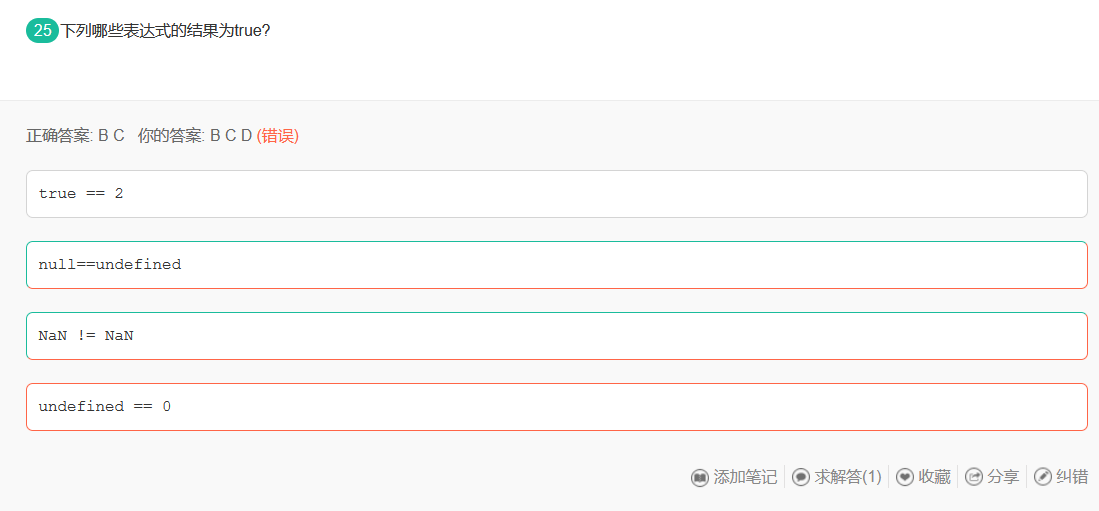 25 下列哪些表达式的结果为true?
正确答案: B C 你的答案: B C D (错误)
true == 2
null==undefined
NaN != NaN
undefined == 0
添加笔记 求解答(1) 收藏 分享 纠错